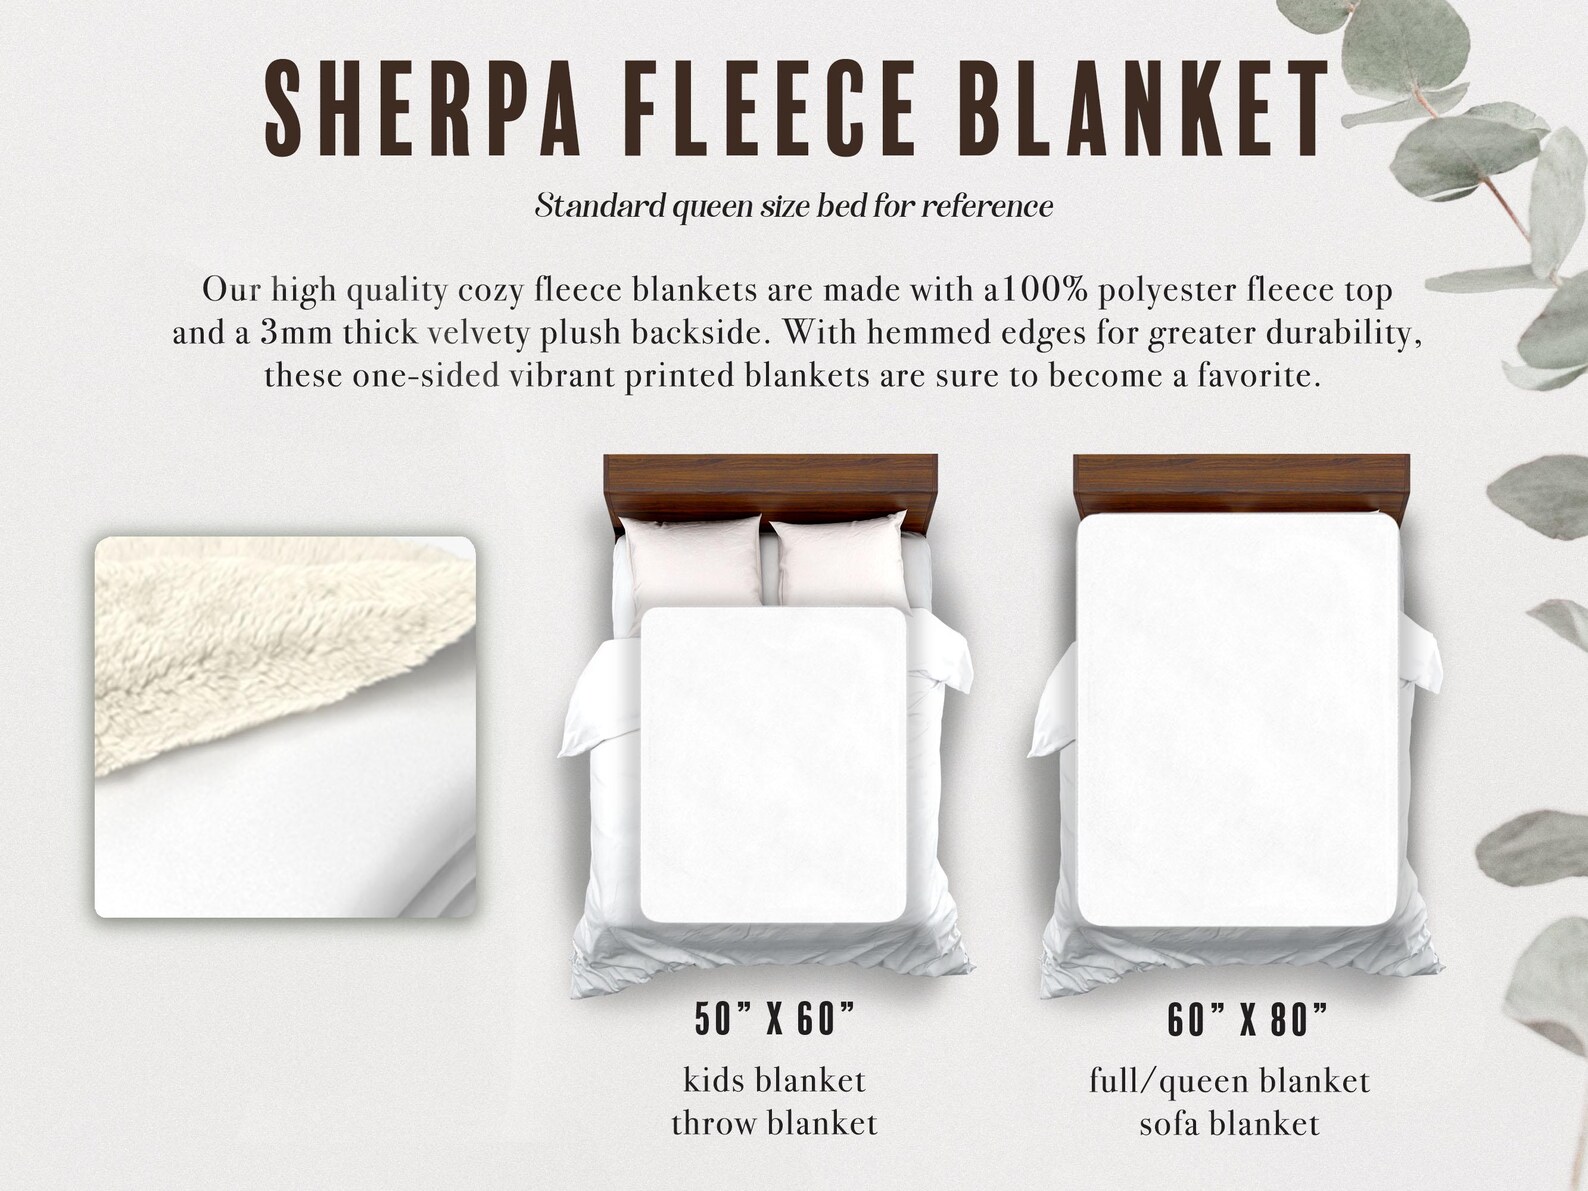 SHERPA FLEECE BLANKET
Standard queen size bed for reference
Our high quality cozy fleece blankets are made with a100% polyester fleece top
and a 3mm thick velvety plush backside. With hemmed edges for greater durability,
these one-sided vibrant printed blankets are sure to become a favorite.
50” X 60”
kids blanket
throw blanket
60” X 80”
full/queen blanket
sofa blanket